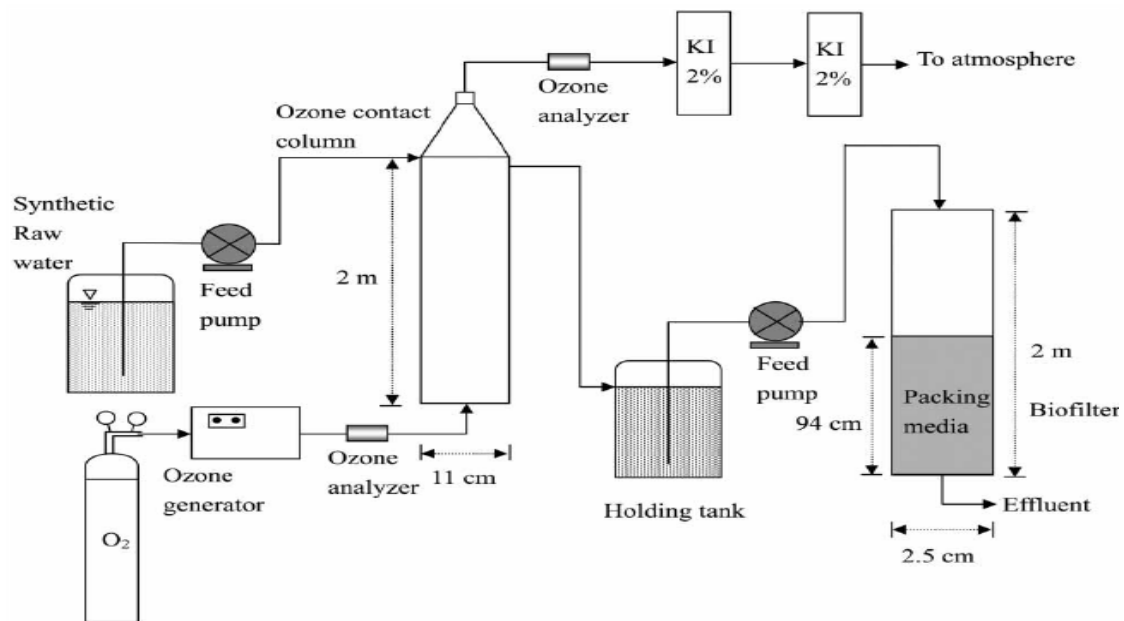 KI
2%
KI
2%
To atmosphere
Ozone
analyzer
Ozone contact
column
Synthetic
Raw
water
Feed
pump
2 m
Feed
pump
2 m
Packing
media
94 cm
Biofilter
Ozone
generator
Ozone
analyzer
11 cm
Holding tank
Effluent
2.5 cm
O₂